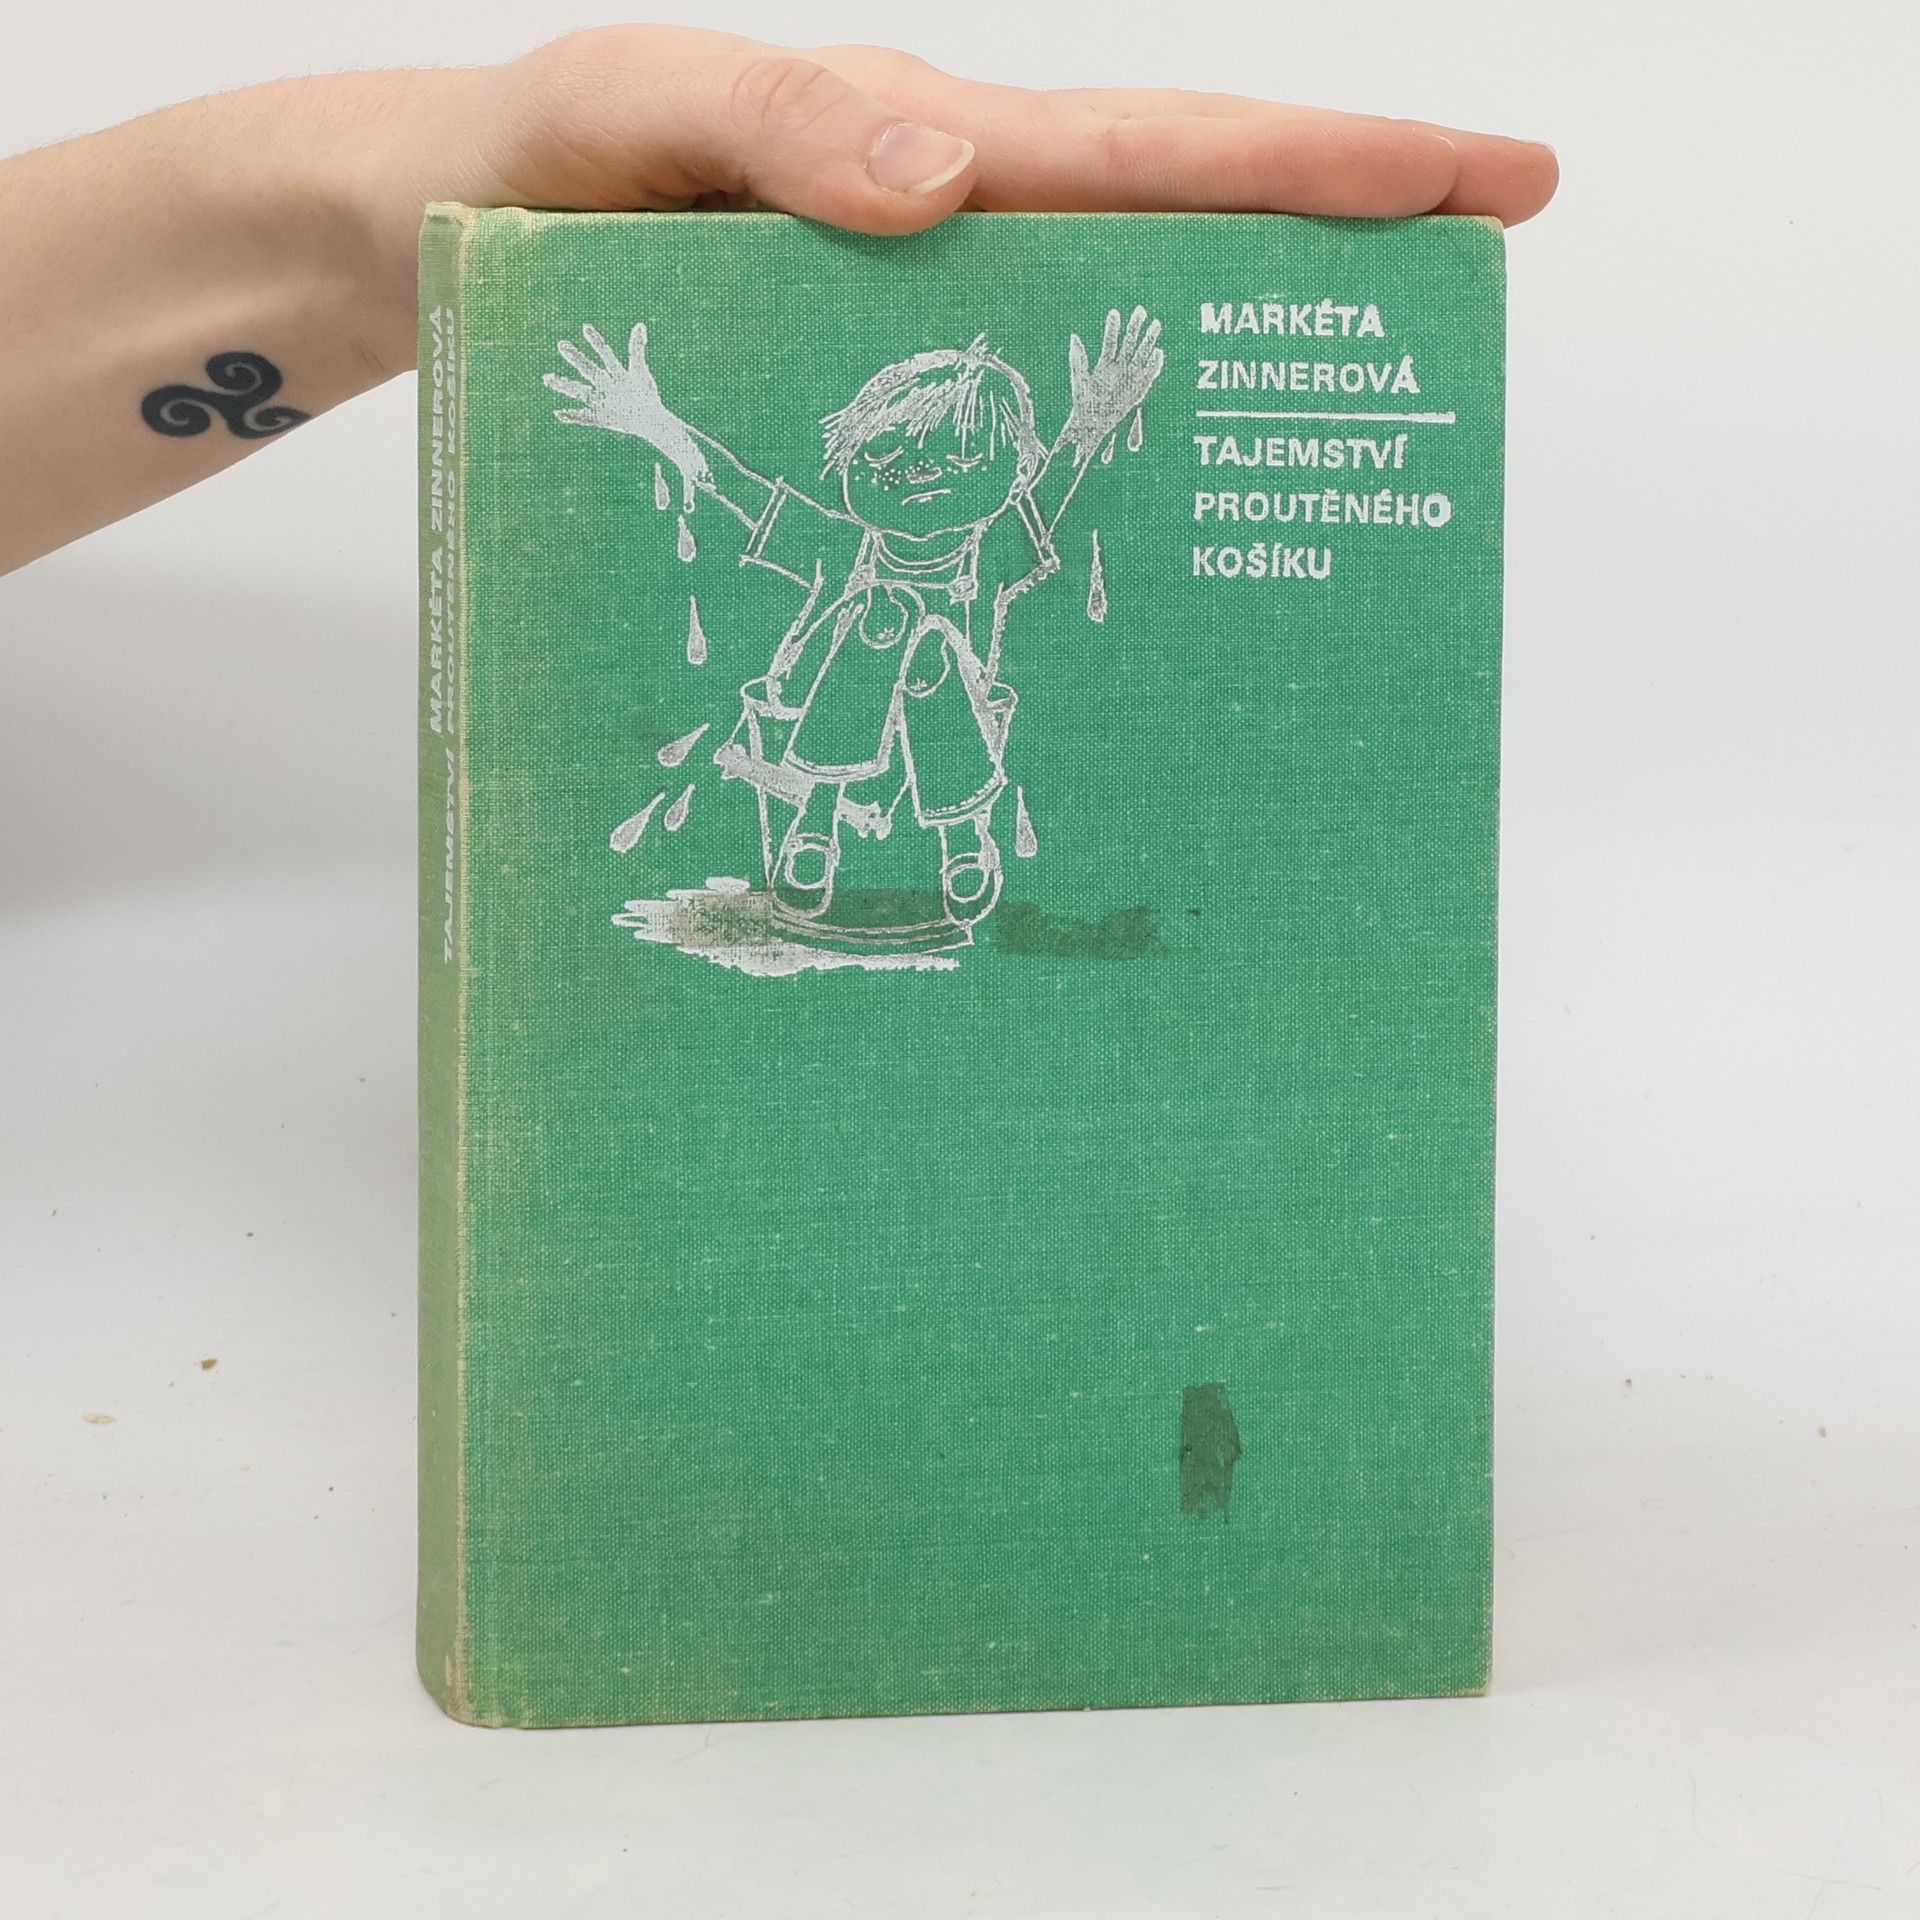 MARKÉTA
ZINNEROVÁ
TAJEMSTVÍ
PROUTĚNÉHO
KOŠÍKU
MARKÉTA ZINNEROVÁ
TAJEMSTVÍ PROUTĚNÉHO KOŠÍKU